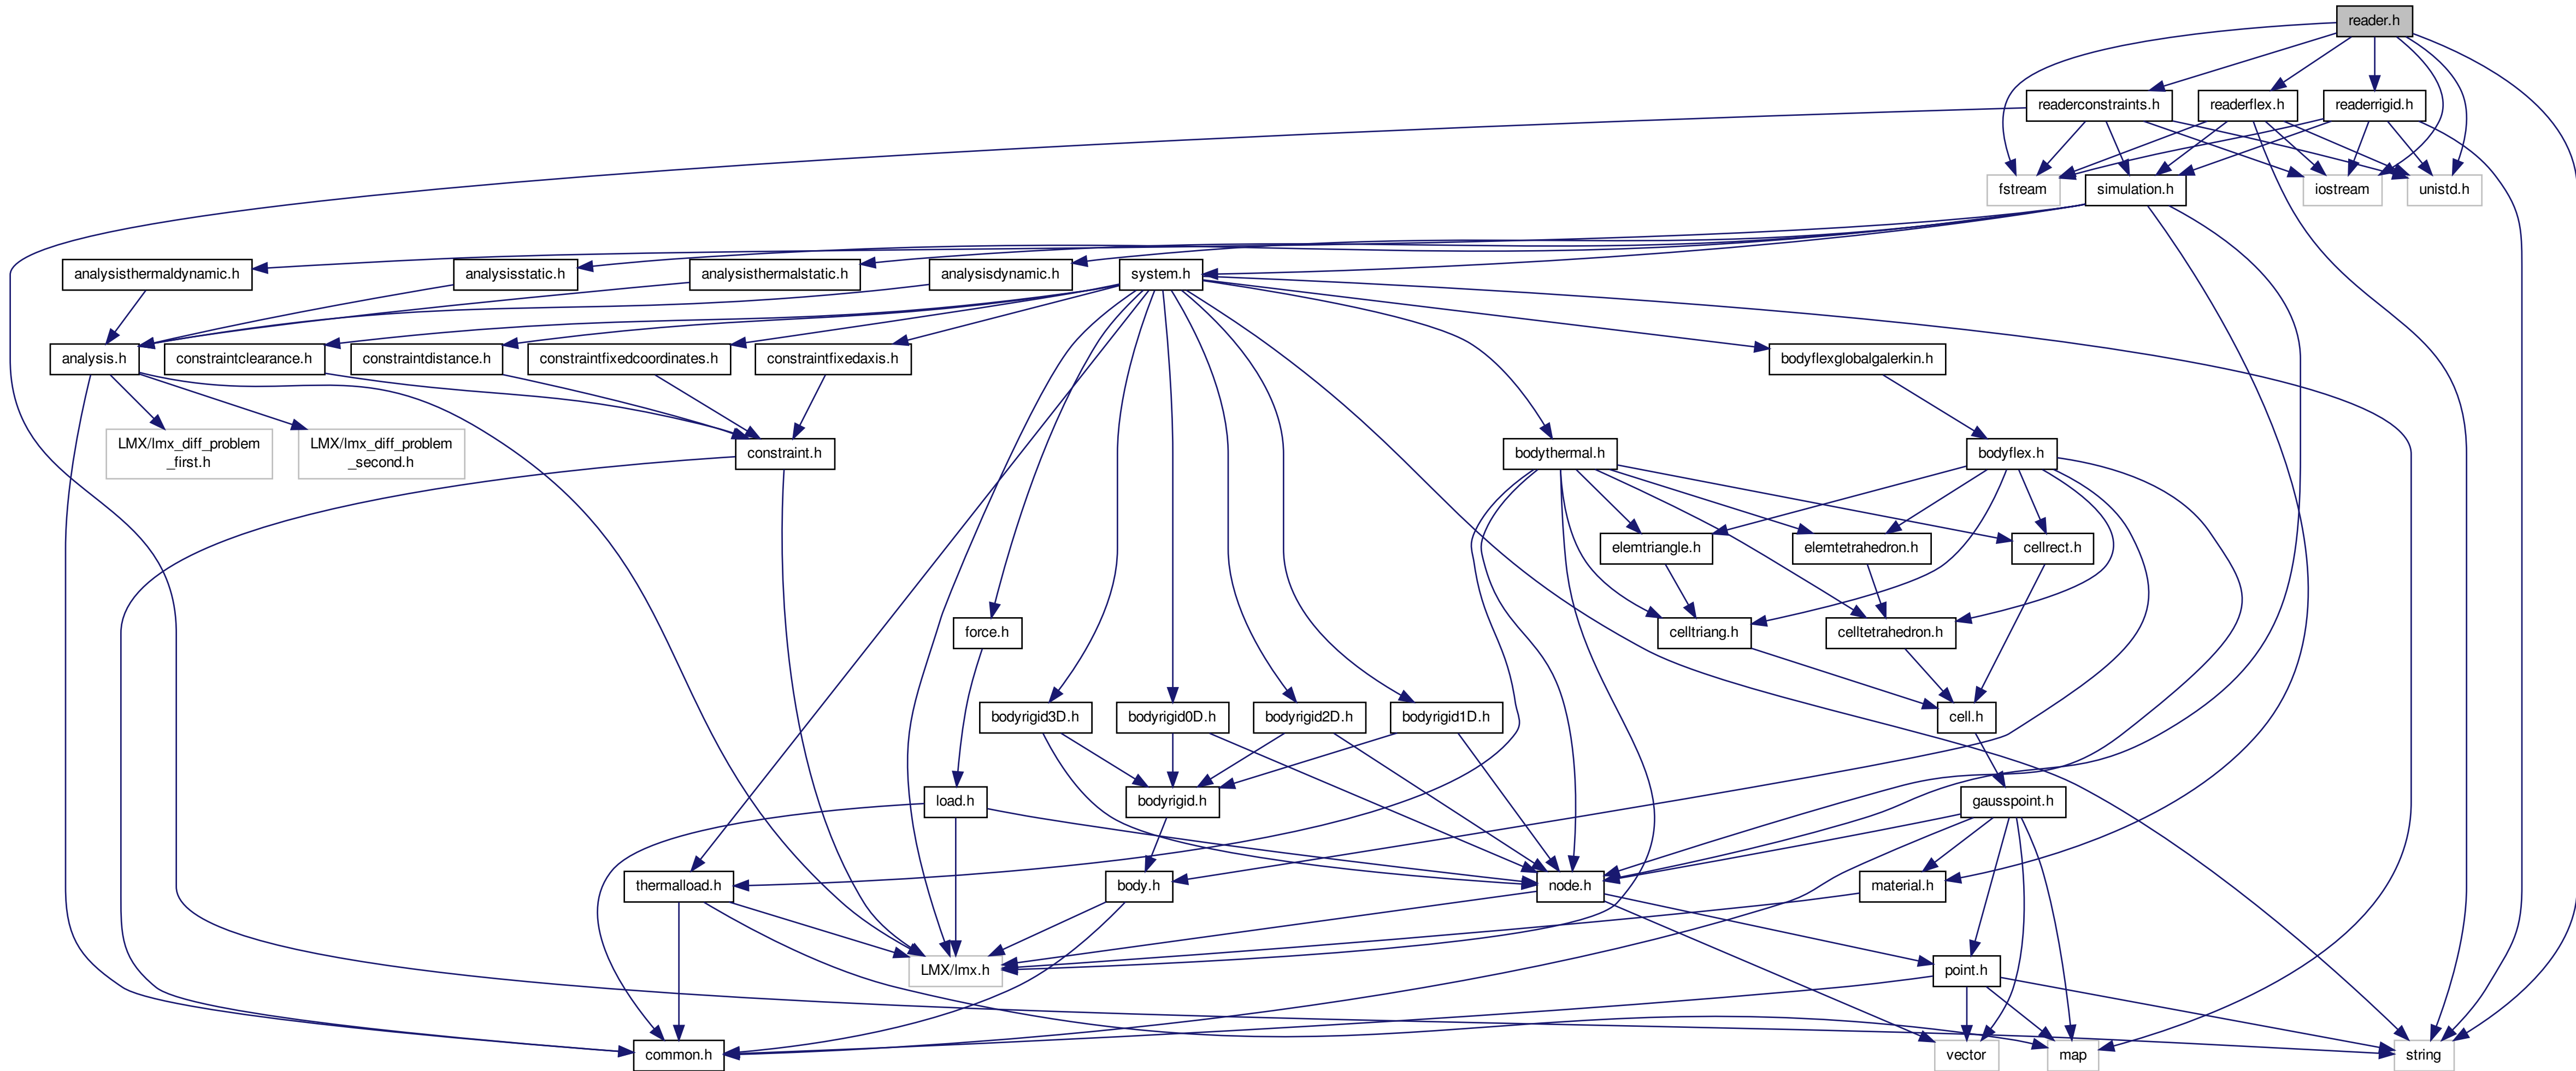 reader.h
readerconstraints.h
readerflex.h
readerrigid.h
fstream
simulation.h
iostream
unistd.h
analysisthermaldynamic.h
analysisstatic.h
analysisthermalstatic.h
analysisdynamic.h
system.h
analysis.h
constraintclearance.h
constraintdistance.h
constraintfixedcoordinates.h
constraintfixedaxis.h
bodyflexglobalgalerkin.h
LMX/lmx_diff_problem
_first.h
LMX/lmx_diff_problem
_second.h
constraint.h
bodythermal.h
bodyflex.h
elemtriangle.h
elemtetrahedron.h
cellrect.h
force.h
celltriang.h
celltetrahedron.h
bodyrigid3D.h
bodyrigid0D.h
bodyrigid2D.h
bodyrigid1D.h
cell.h
load.h
bodyrigid.h
gausspoint.h
thermalload.h
body.h
node.h
material.h
LMX/lmx.h
point.h
common.h
vector
map
string